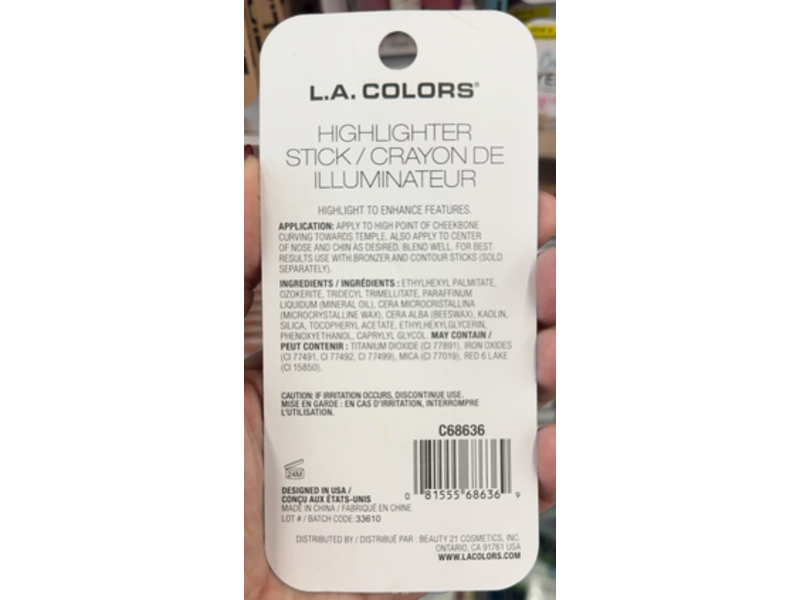 L.A. COLORS®
HIGHLIGHTER
STICK / CRAYON DE
ILLUMINATEUR
HIGHLIGHT TO ENHANCE FEATURES.
APPLICATION: APPLY TO HIGH POINT OF CHEEKBONE
CURVING TOWARDS TEMPLE. ALSO APPLY TO CENTER
OF NOSE AND CHIN AS DESIRED, BLEND WELL. FOR BEST
RESULTS USE WITH BRONZER AND CONTOUR STICKS (SOLD
SEPARATELY).
INGREDIENTS / INGRÉDIENTS : ETHYLHEXYL PALMITATE,
OZOKERITE, TRIDECYL TRIMELLITATE, PARAFFINUM
LIQUIDUM (MINERAL OIL), CERA MICROCRISTALLINA
(MICROCRYSTALLINE WAX), CERA ALBA (BEESWAX), KAOLIN,
SILICA, TOCOPHERYL ACETATE, ETHYLHEXYLGLYCERIN,
PHENOXYETHANOL, CAPRYLYL GLYCOL. MAY CONTAIN /
PEUT CONTENIR : TITANIUM DIOXIDE (CI 77891), IRON OXIDES
(CI 77491, CI 77492, CI 77499), MICA (CI 77019), RED 6 LAKE
(CI 15850).
CAUTION: IF IRRITATION OCCURS, DISCONTINUE USE.
MISE EN GARDE : EN CAS D'IRRITATION, INTERROMPRE
L'UTILISATION.
C68636
24M
0 81555 68636 9
DESIGNED IN USA /
CONÇU AUX ÉTATS-UNIS
MADE IN CHINA / FABRIQUÉ EN CHINE
LOT # / BATCH CODE: 33610
DISTRIBUTED BY / DISTRIBUÉ PAR : BEAUTY 21 COSMETICS, INC.
ONTARIO, CA 91761 USA
WWW.LACOLORS.COM